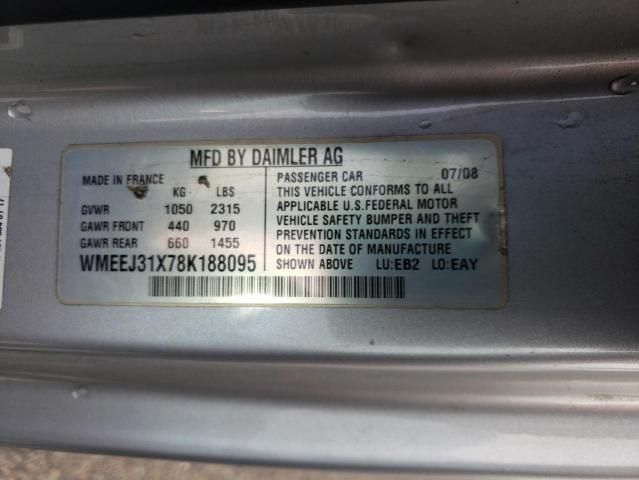 MFD BY DAIMLER AG
MADE IN FRANCE
KG LBS
GVWR 1050 2315
GAWR FRONT 440 970
GAWR REAR 660 1455
WMEEJ31X78K188095
PASSENGER CAR 07/08
THIS VEHICLE CONFORMS TO ALL
APPLICABLE U.S.FEDERAL MOTOR
VEHICLE SAFETY BUMPER AND THEFT
PREVENTION STANDARDS IN EFFECT
ON THE DATE OF MANUFACTURE
SHOWN ABOVE LU:EB2 LO:EAY